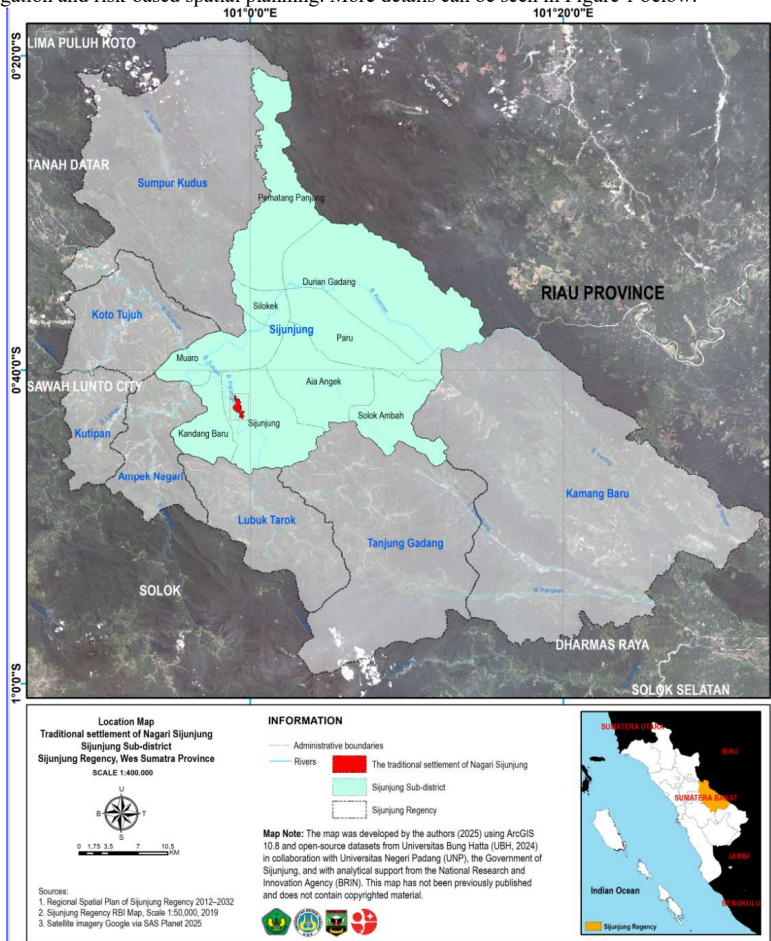 gation and risk-based spatial planning. More details can be seen in Figure 1 below.
101°0'0"E
101°20'0"E
0°20'0"S
0°40'0"S
1°0'0"S
LIMA PULUH KOTO
TANAH DATAR
Sumpur Kudus
Pematang Panjang
Durian Gadang
RIAU PROVINCE
Silokek
Koto Tujuh
Sijunjung
Paru
Muaro
SAWAH LUNTO CITY
Aia Angek
Solok Ambah
Kutipan
Kandang Baru
Sijunjung
Ampek Nagari
Kamang Baru
Lubuk Tarok
Tanjung Gadang
B. Pangean
SOLOK
DHARMAS RAYA
SOLOK SELATAN
Location Map
Traditional settlement of Nagari Sijunjung
Sijunjung Sub-district
Sijunjung Regency, Wes Sumatra Province
SCALE 1:400.000
U
B
T
S
0 1,75 3,5 7 10,5
KM
Sources:
1. Regional Spatial Plan of Sijunjung Regency 2012–2032
2. Sijunjung Regency RBI Map, Scale 1:50,000, 2019
3. Satellite imagery Google via SAS Planet 2025
INFORMATION
Administrative boundaries
Rivers
The traditional settlement of Nagari Sijunjung
Sijunjung Sub-district
Sijunjung Regency
Map Note: The map was developed by the authors (2025) using ArcGIS
10.8 and open-source datasets from Universitas Bung Hatta (UBH, 2024)
in collaboration with Universitas Negeri Padang (UNP), the Government of
Sijunjung, and with analytical support from the National Research and
Innovation Agency (BRIN). This map has not been previously published
and does not contain copyrighted material.
SUMATERA UTARA
RIAU
SUMATERA BARAT
JAMBI
BENGKULU
Indian Ocean
Sijunjung Regency